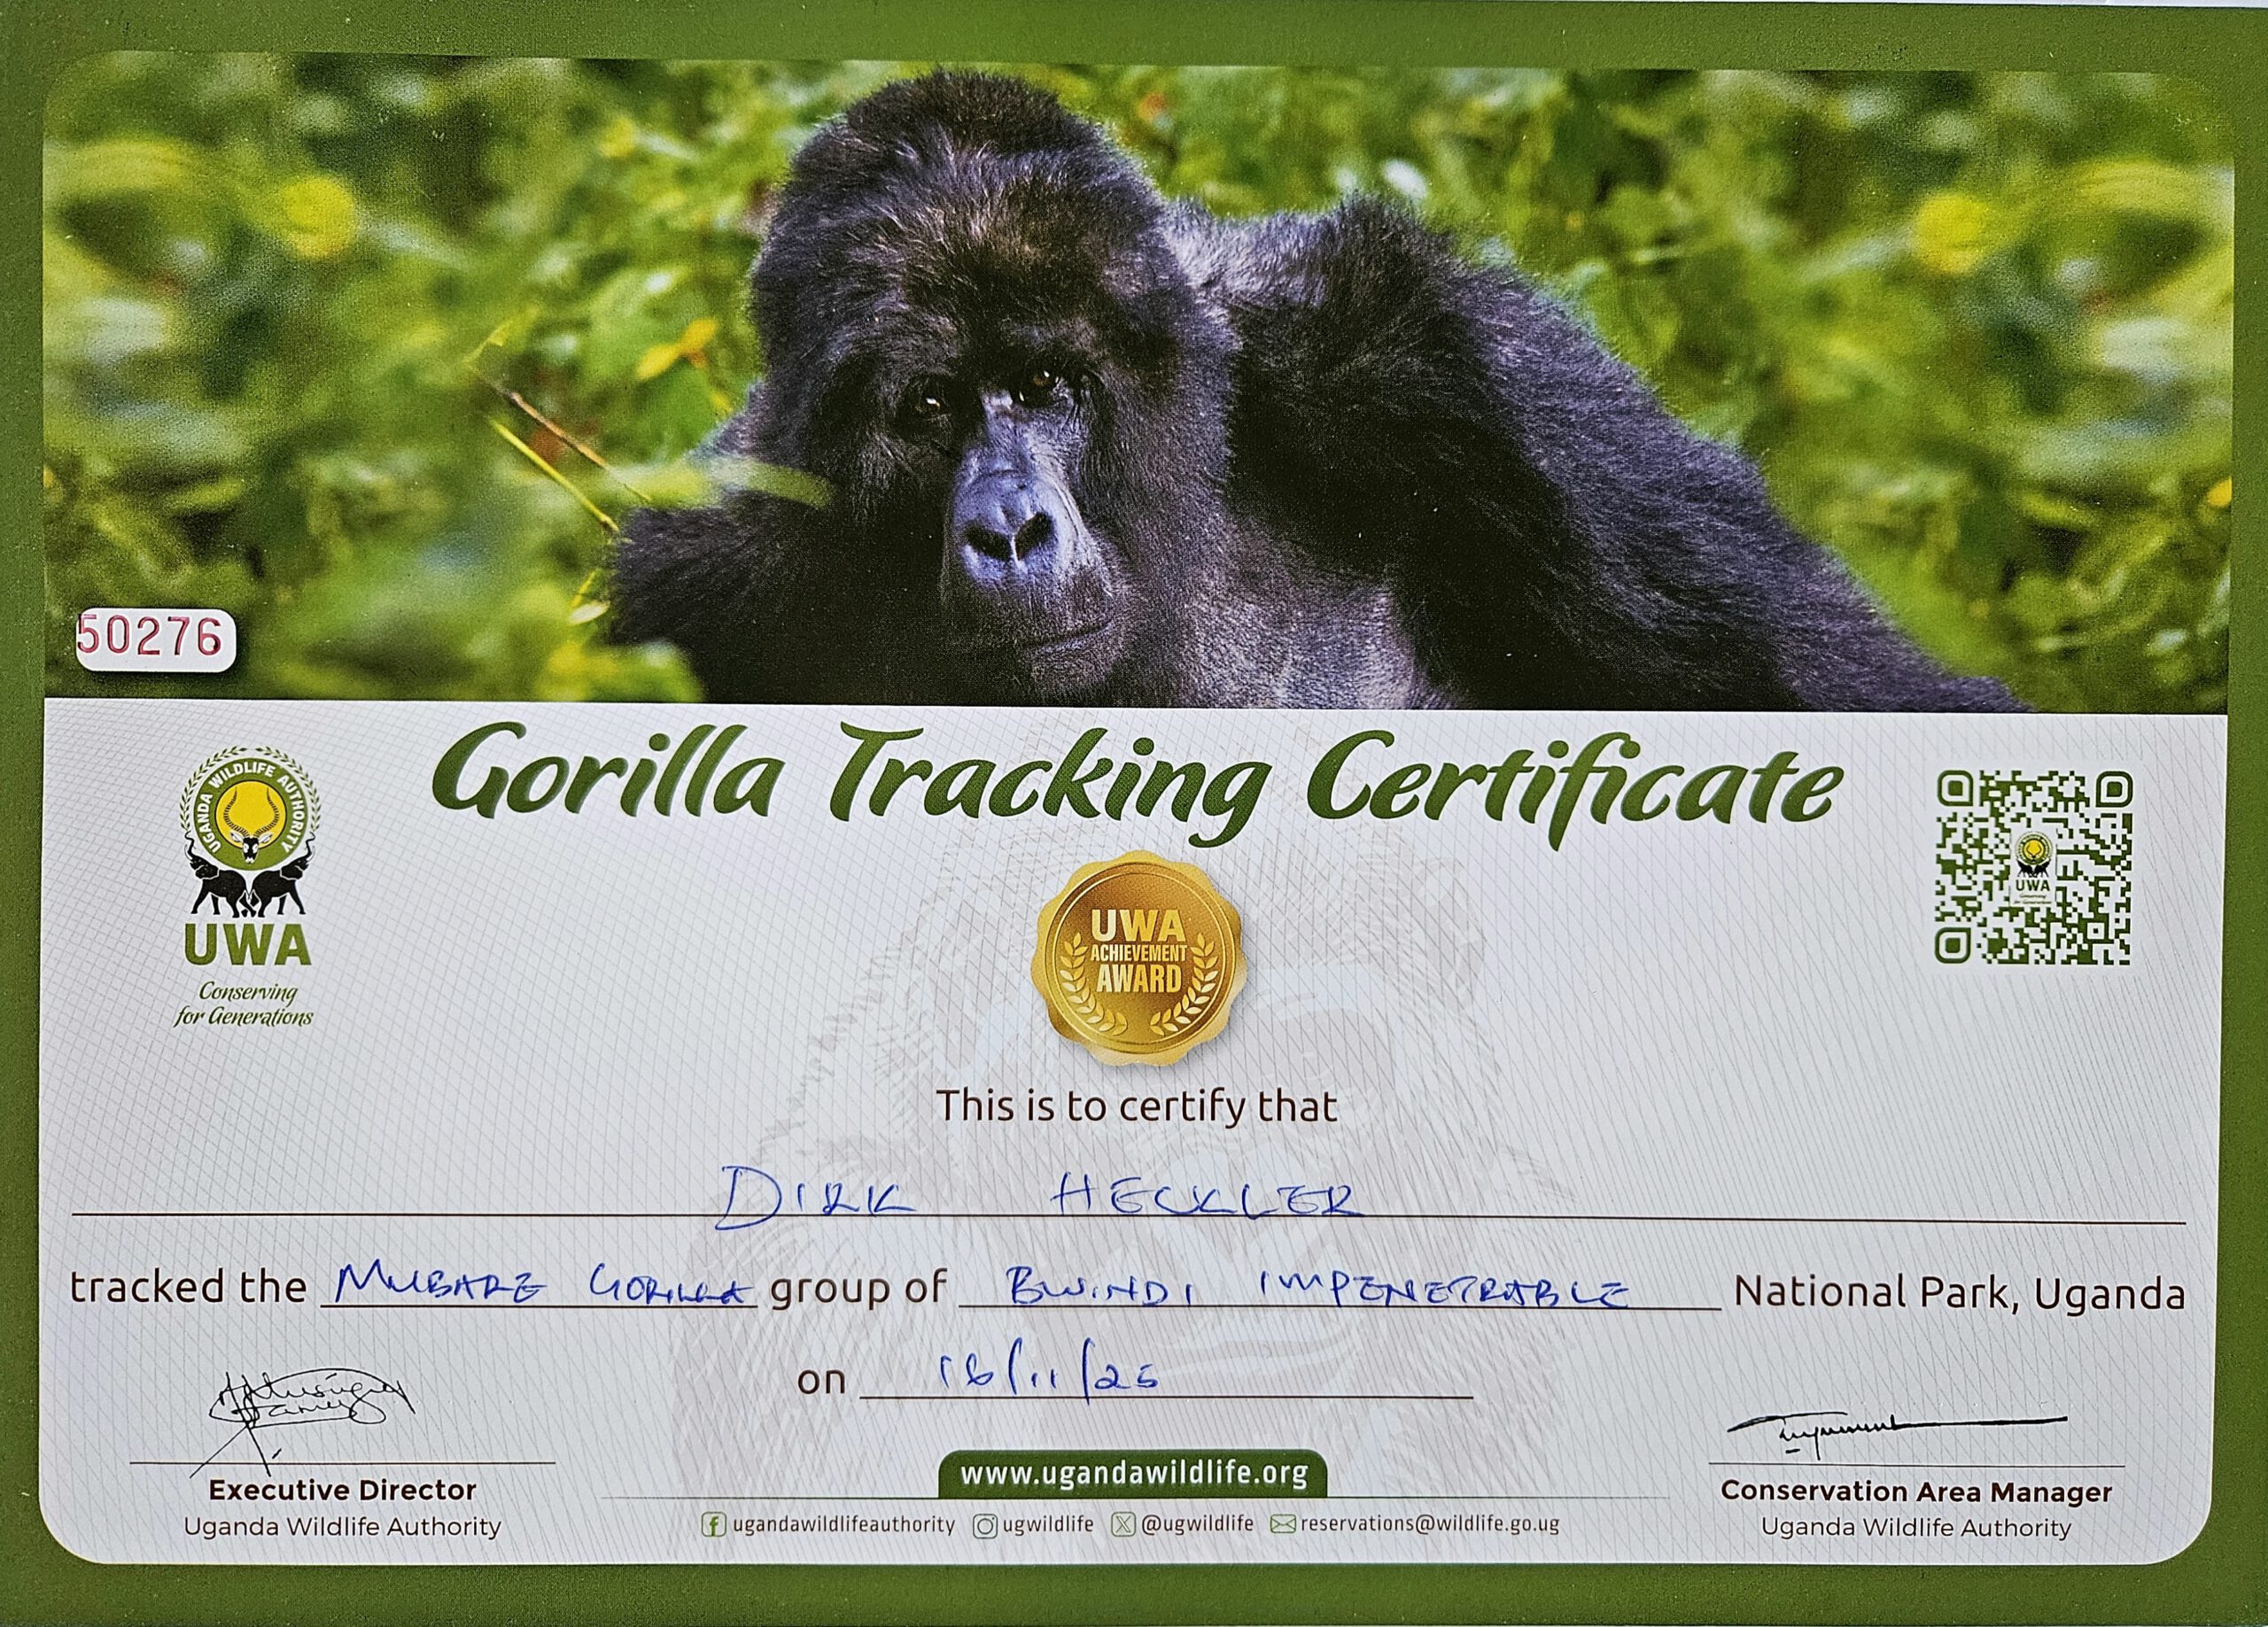 50276
Gorilla Tracking Certificate
UGANDA WILDLIFE AUTHORITY
UWA
Conserving
for Generations
UWA
ACHIEVEMENT
AWARD
UWA
This is to certify that
DIRK HECKLER
tracked the MUBARE GORILLA group of BWINDI IMPENETRABLE National Park, Uganda
on 16/11/25
Executive Director
Uganda Wildlife Authority
www.ugandawildlife.org
ugandawildlifeauthority ugwildlife @ugwildlife reservations@wildlife.go.ug
Conservation Area Manager
Uganda Wildlife Authority